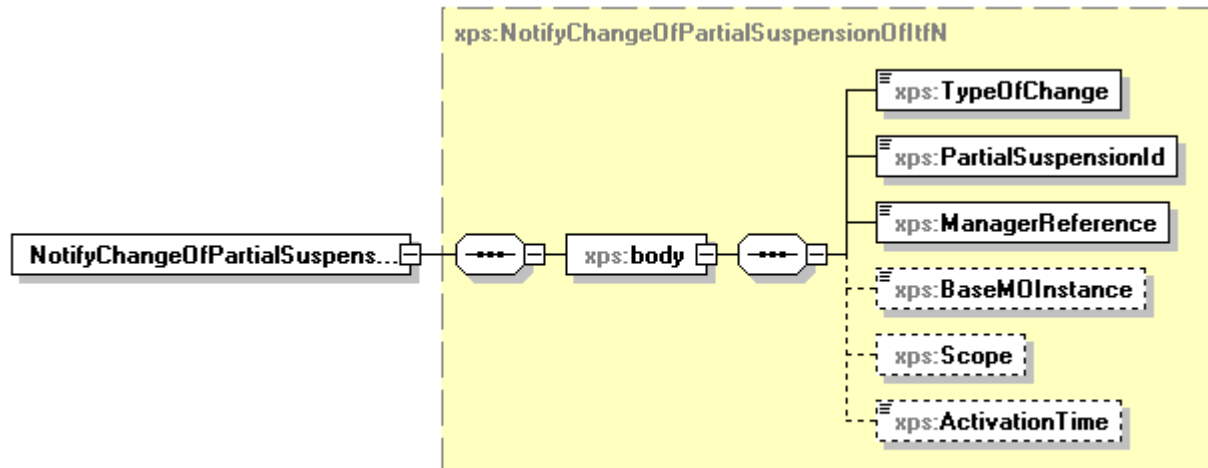 xps:NotifyChangeOfPartialSuspensionOfItfN
xps:TypeOfChange
xps:PartialSuspensionId
xps:ManagerReference
NotifyChangeOfPartialSuspens...
xps:body
xps:BaseMOInstance
xps:Scope
xps:ActivationTime